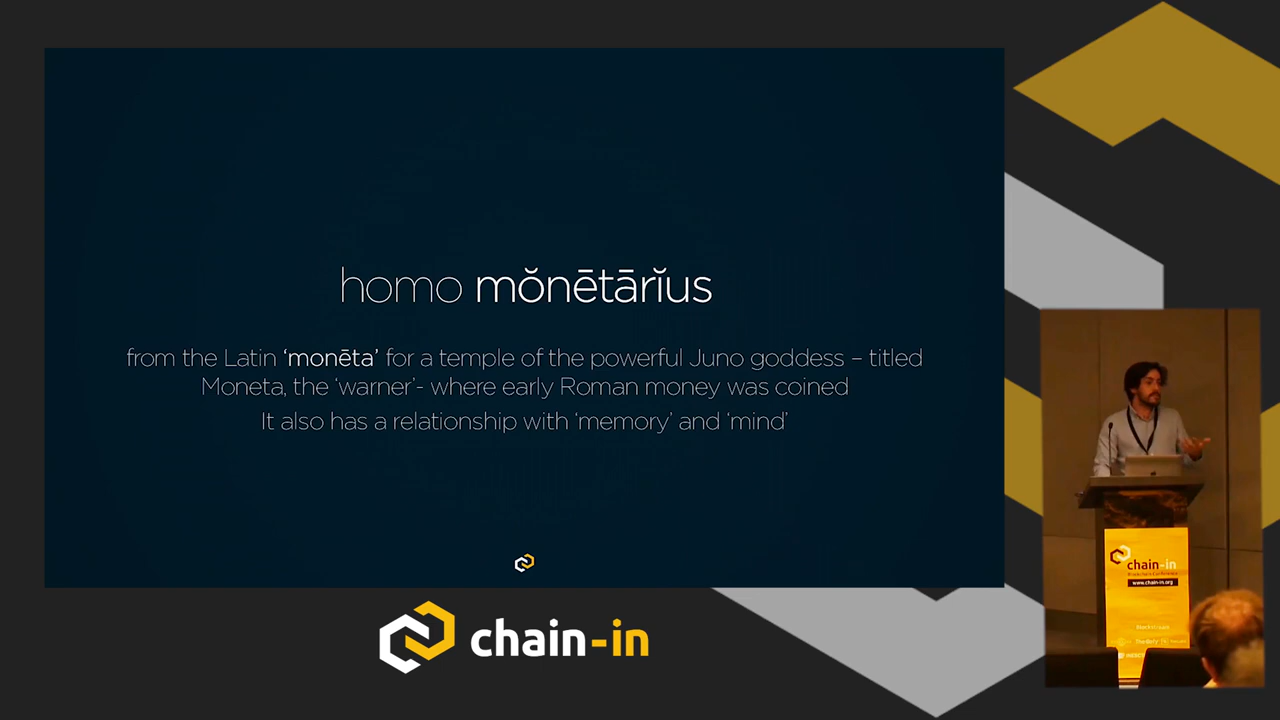 homo mŏnētārĭus
from the Latin ‘monēta’ for a temple of the powerful Juno goddess – titled
Moneta, the ‘warner’- where early Roman money was coined
It also has a relationship with ‘memory’ and ‘mind’
chain-in
chain-in
www.chain-in.org
Blockstream